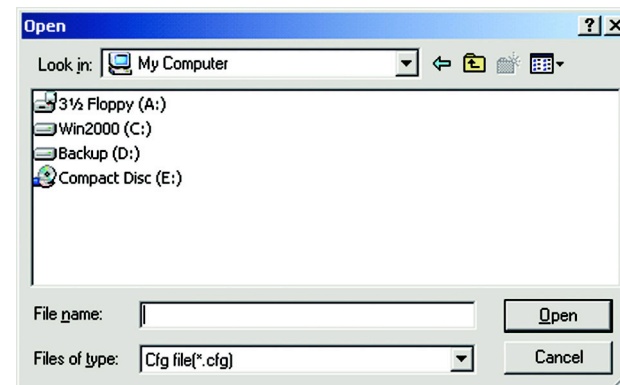 Open
Look in: My Computer
3½ Floppy (A:)
Win2000 (C:)
Backup (D:)
Compact Disc (E:)
File name: Open
Files of type: Cfg file(*.cfg) Cancel